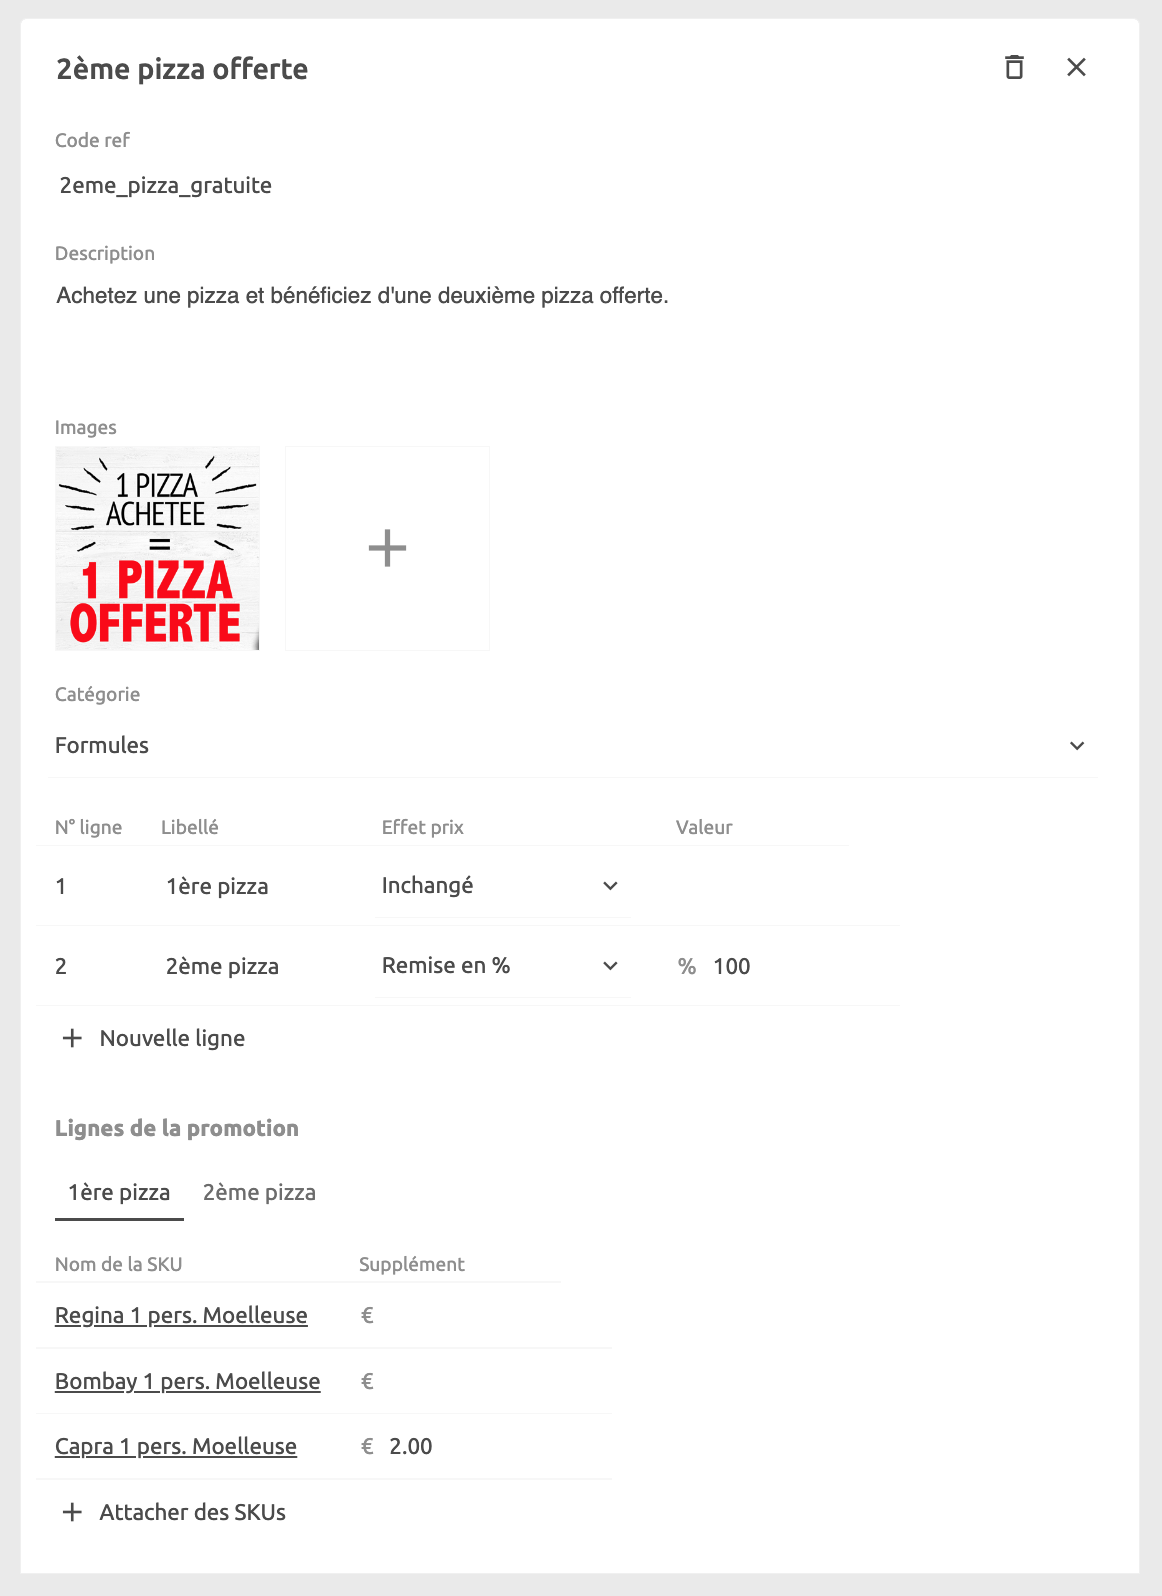 2ème pizza offerte
Code ref
2eme_pizza_gratuite
Description
Achetez une pizza et bénéficiez d'une deuxième pizza offerte.
Images
1 PIZZA
ACHETEE
=
1 PIZZA
OFFERTE
Catégorie
Formules
N° ligne Libellé Effet prix Valeur
1 1ère pizza Inchangé
2 2ème pizza Remise en % % 100
Nouvelle ligne
Lignes de la promotion
1ère pizza 2ème pizza
Nom de la SKU Supplément
Regina 1 pers. Moelleuse €
Bombay 1 pers. Moelleuse €
Capra 1 pers. Moelleuse € 2.00
Attacher des SKUs